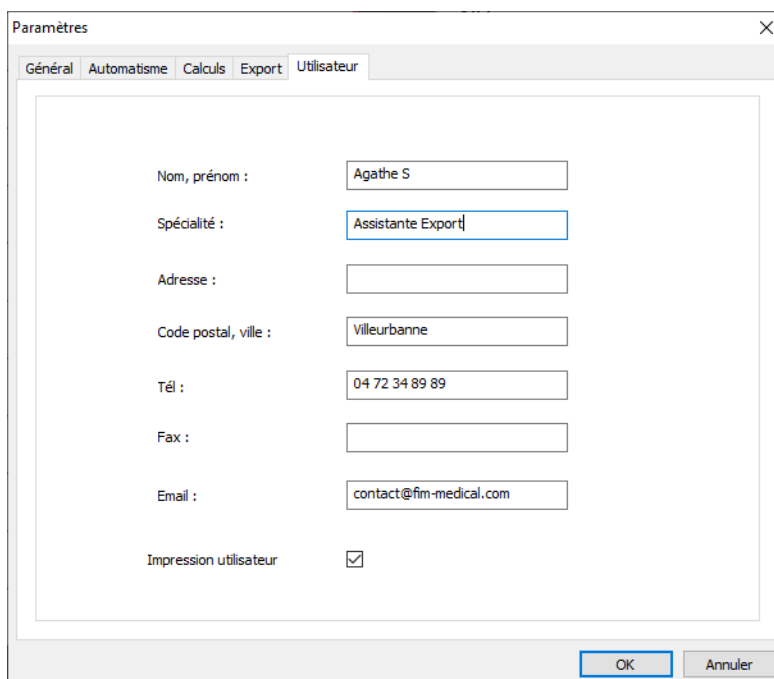 Paramètres
Général Automatisme Calculs Export Utilisateur
Nom, prénom : Agathe S
Spécialité : Assistante Export
Adresse :
Code postal, ville : Villeurbanne
Tél : 04 72 34 89 89
Fax :
Email : contact@fim-medical.com
Impression utilisateur
OK Annuler